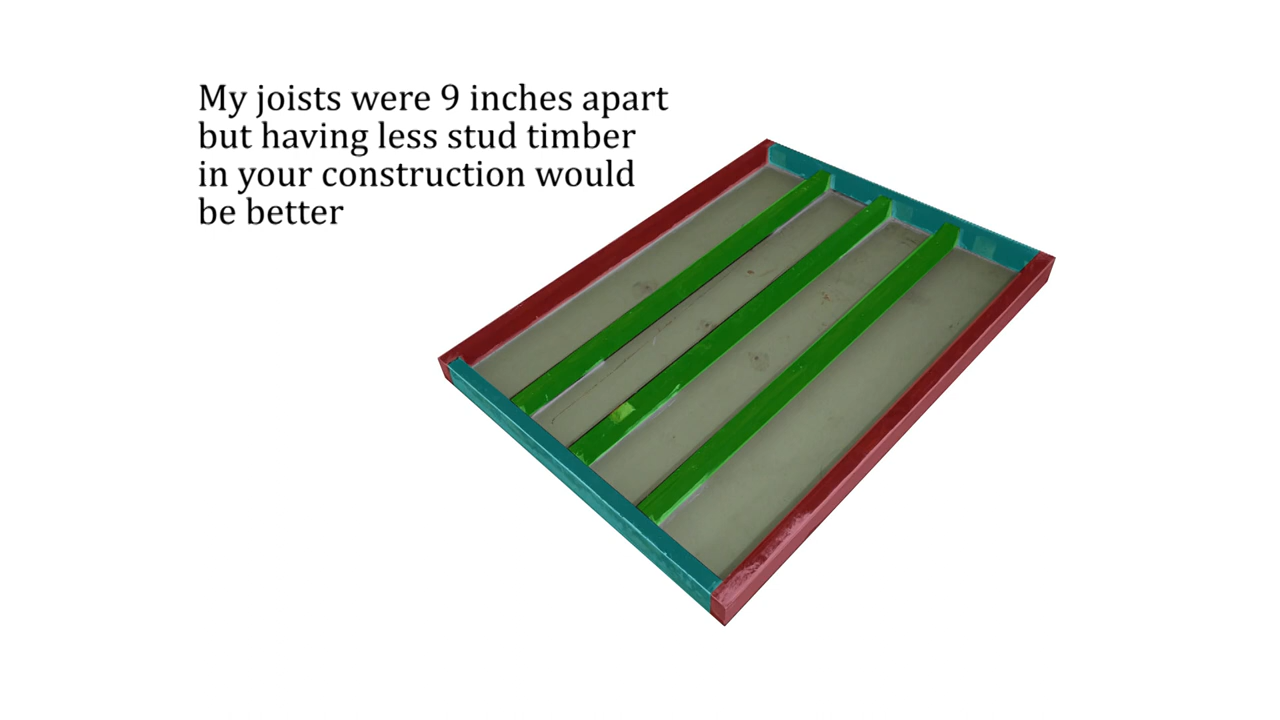 My joists were 9 inches apart
but having less stud timber
in your construction would
be better